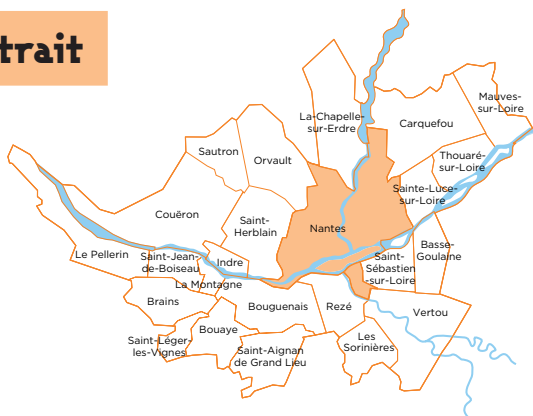 trait
Mauves-
sur-Loire
La-Chapelle-
sur-Erdre
Carquefou
Sautron
Orvault
Thouaré-
sur-Loire
Sainte-Luce-
sur-Loire
Couëron
Saint-
Herblain
Nantes
Le Pellerin
Saint-Jean-
de-Boiseau
Indre
Saint-
Sébastien
-sur-Loire
Basse-
Goulaine
La Montagne
Brains
Bouguenais
Rezé
Vertou
Bouaye
Saint-Léger-
les-Vignes
Saint-Aignan
de Grand Lieu
Les
Sorinières